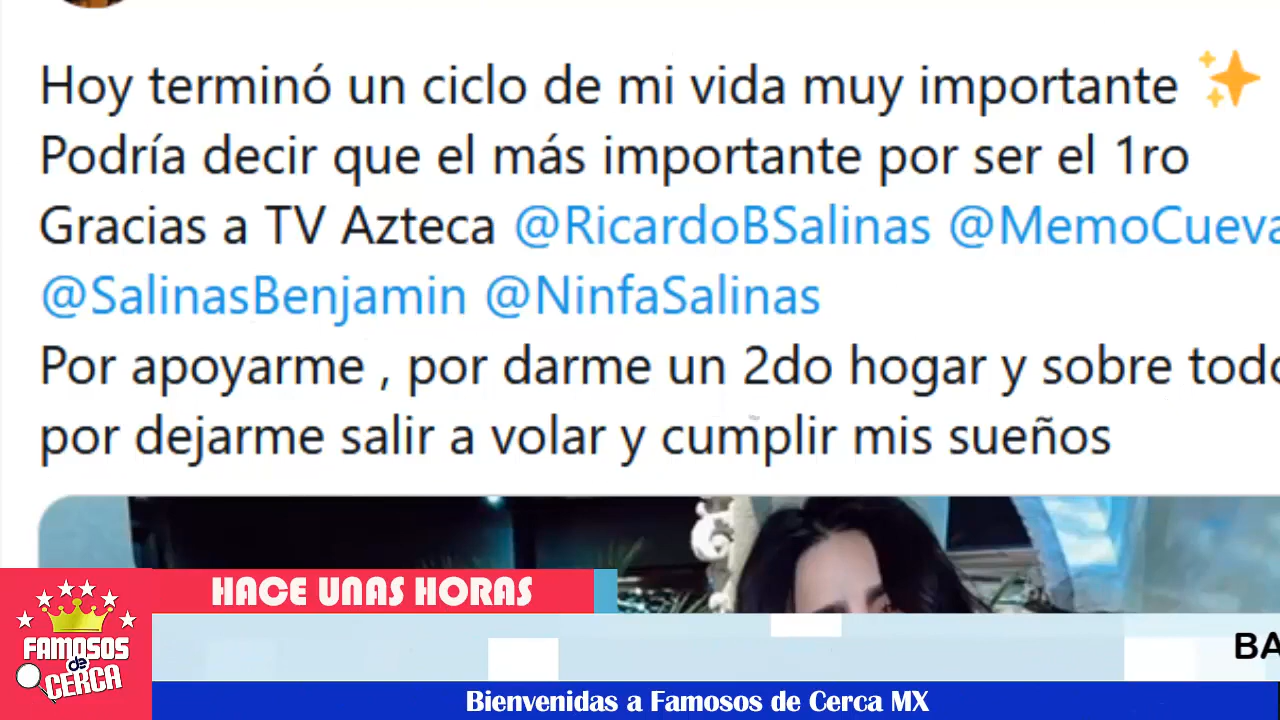 Hoy terminó un ciclo de mi vida muy importante ✨
Podría decir que el más importante por ser el 1ro
Gracias a TV Azteca @RicardoBSalinas @MemoCueva
@SalinasBenjamin @NinfaSalinas
Por apoyarme , por darme un 2do hogar y sobre todo
por dejarme salir a volar y cumplir mis sueños
HACE UNAS HORAS
FAMOSOS
de
CERCA
BA
Bienvenidas a Famosos de Cerca MX